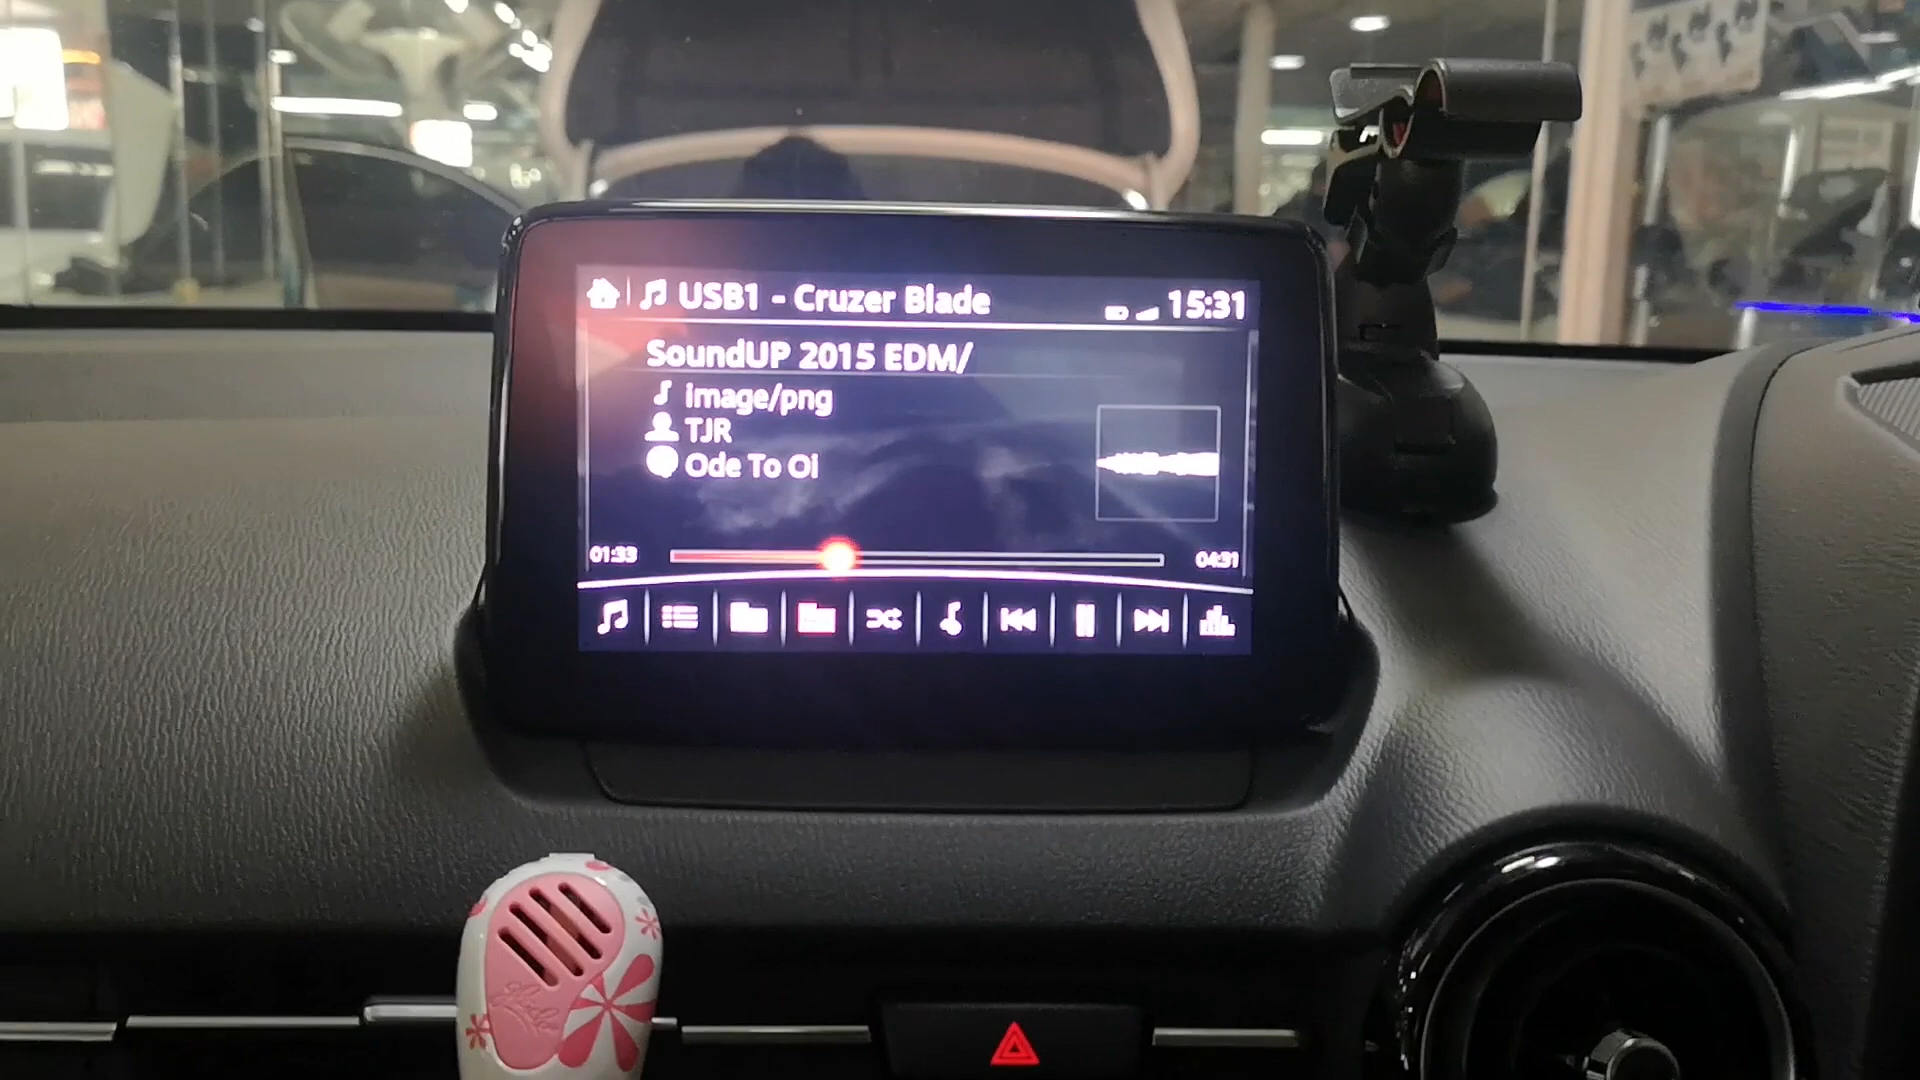 USB1 - Cruzer Blade
15:31
SoundUP 2015 EDM/
image/png
TJR
Ode To Oi
01:33
04:31